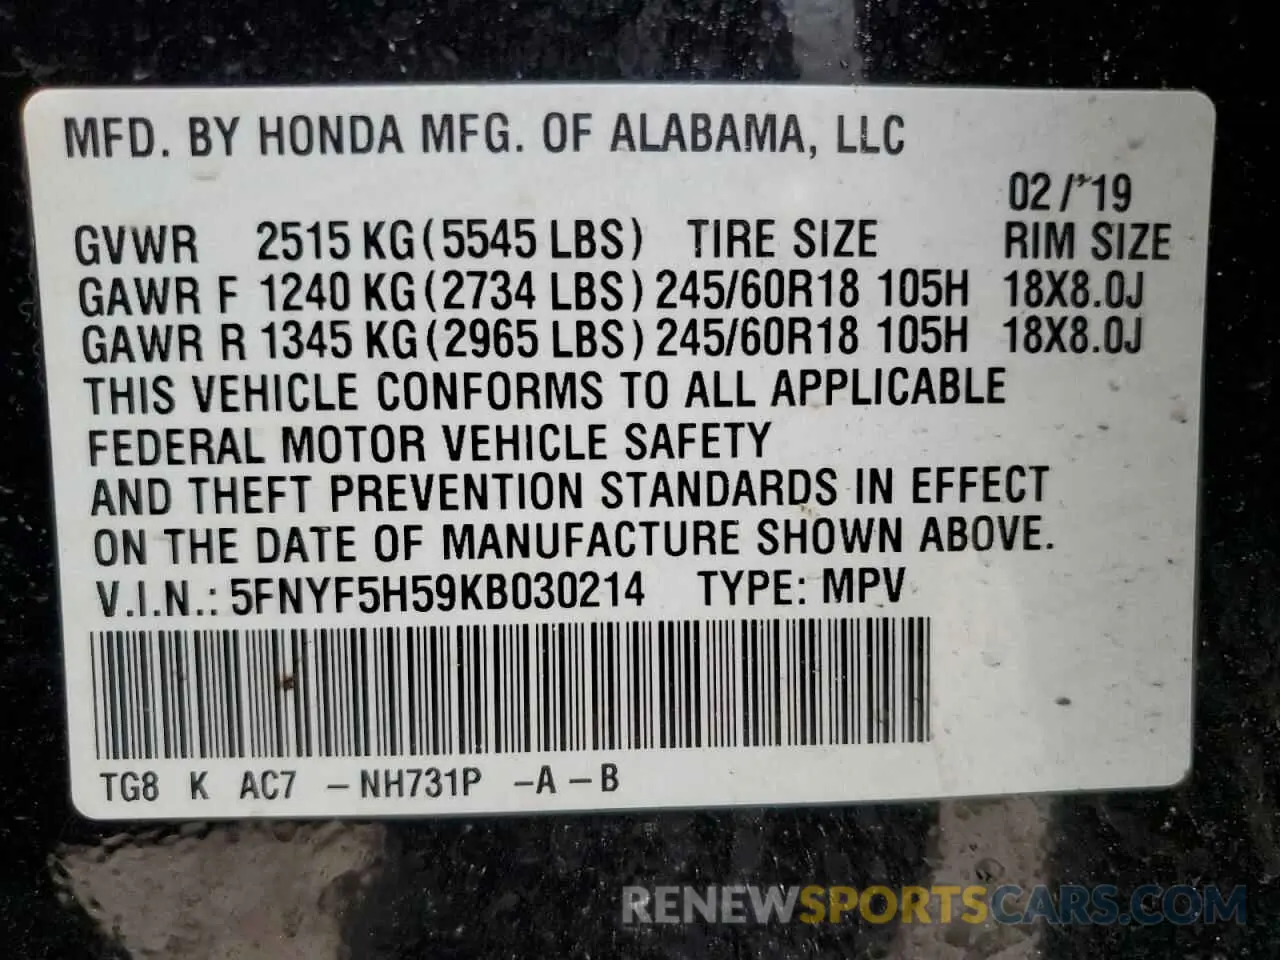 MFD. BY HONDA MFG. OF ALABAMA, LLC
02/'19
GVWR 2515 KG (5545 LBS) TIRE SIZE RIM SIZE
GAWR F 1240 KG (2734 LBS) 245/60R18 105H 18X8.0J
GAWR R 1345 KG (2965 LBS) 245/60R18 105H 18X8.0J
THIS VEHICLE CONFORMS TO ALL APPLICABLE
FEDERAL MOTOR VEHICLE SAFETY
AND THEFT PREVENTION STANDARDS IN EFFECT
ON THE DATE OF MANUFACTURE SHOWN ABOVE.
V.I.N.: 5FNYF5H59KB030214 TYPE: MPV
TG8 K AC7 – NH731P -A – B
RENEWSPORTSCARS.COM